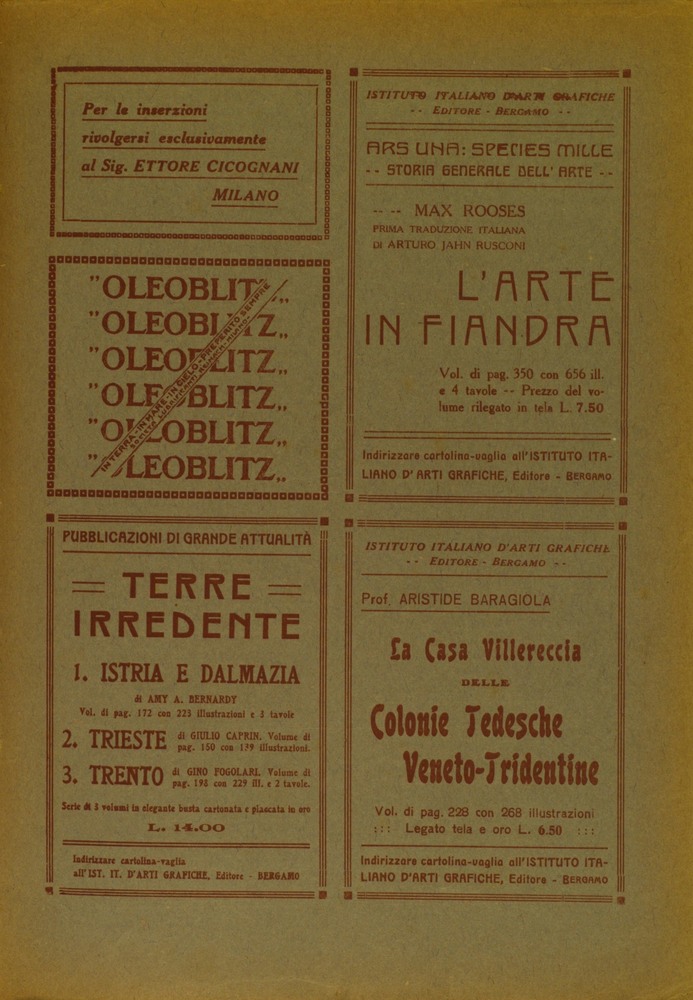 Per le inserzioni
rivolgersi esclusivamente
al Sig. ETTORE CICOGNANI
MILANO
"OLEOBLITZ„
"OLEOBLITZ„
"OLEOBLITZ„
"OLEOBLITZ„
"OLEOBLITZ„
"OLEOBLITZ„
IN TERRA-IN MARE-IN CIELO-PREFERITO SEMPRE
PUBBLICAZIONI DI GRANDE ATTUALITÀ
TERRE
IRREDENTE
1. ISTRIA E DALMAZIA
di AMY A. BERNARDY
Vol. di pag. 172 con 223 illustrazioni e 3 tavole
2. TRIESTE di GIULIO CAPRIN. Volume di
pag. 150 con 139 illustrazioni.
3. TRENTO di GINO FOGOLARI. Volume di
pag. 198 con 229 ill. e 2 tavole.
Serie di 3 volumi in elegante busta cartonata e placcata in oro
L. 14.00
Indirizzare cartolina-vaglia
all'IST. IT. D'ARTI GRAFICHE, Editore - BERGAMO
ISTITUTO ITALIANO D'ARTI GRAFICHE
-- EDITORE - BERGAMO --
ARS UNA: SPECIES MILLE
-- STORIA GENERALE DELL' ARTE --
-- -- MAX ROOSES
PRIMA TRADUZIONE ITALIANA
DI ARTURO JAHN RUSCONI
L'ARTE
IN FIANDRA
Vol. di pag. 350 con 656 ill.
e 4 tavole -- Prezzo del vo-
lume rilegato in tela L. 7.50
Indirizzare cartolina-vaglia all'ISTITUTO ITA-
LIANO D'ARTI GRAFICHE, Editore - BERGAMO
ISTITUTO ITALIANO D'ARTI GRAFICHE
-- EDITORE - BERGAMO --
Prof. ARISTIDE BARAGIOLA
La Casa Villereccia
DELLE
Colonie Tedesche
Veneto-Tridentine
Vol. di pag. 228 con 268 illustrazioni
::: Legato tela e oro L. 6.50 :::
Indirizzare cartolina-vaglia all'ISTITUTO ITA-
LIANO D'ARTI GRAFICHE, Editore - BERGAMO